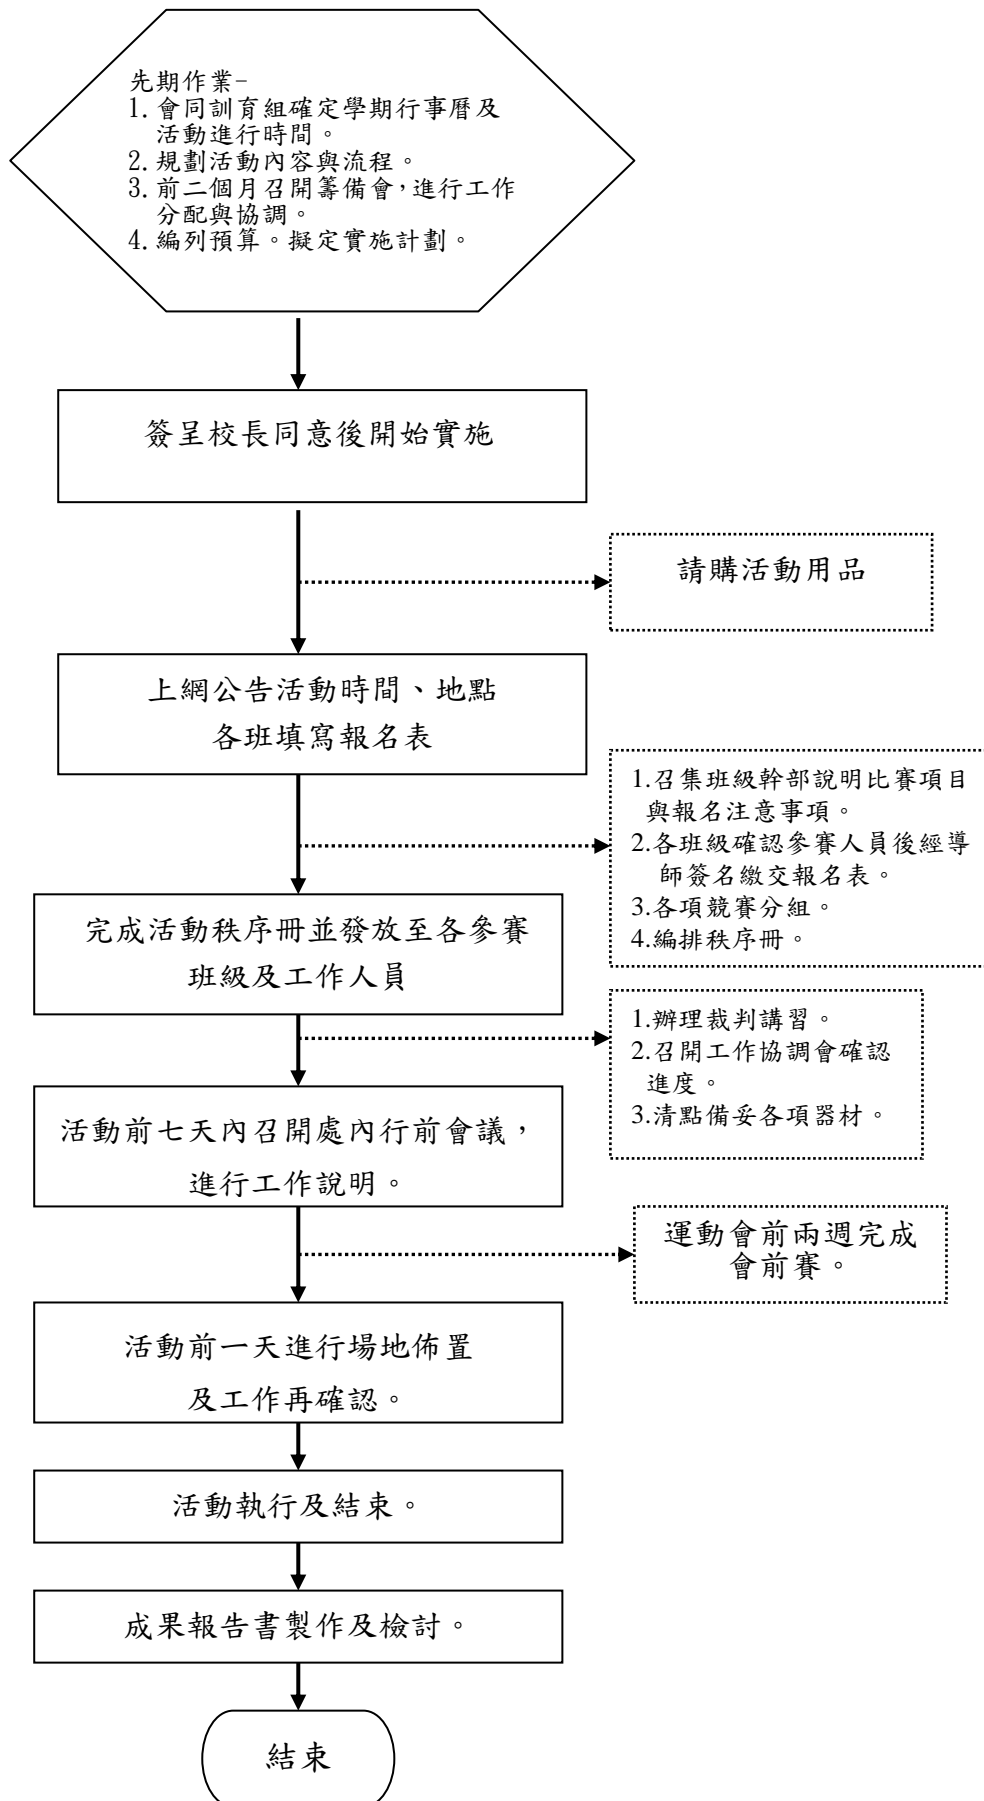 先期作業-
1. 會同訓育組確定學期行事曆及
活動進行時間。
2. 規劃活動內容與流程。
3. 前二個月召開籌備會，進行工作
分配與協調。
4. 編列預算。擬定實施計劃。
簽呈校長同意後開始實施
請購活動用品
上網公告活動時間、地點
各班填寫報名表
1.召集班級幹部說明比賽項目
與報名注意事項。
2.各班級確認參賽人員後經導
師簽名繳交報名表。
3.各項競賽分組。
4.編排秩序冊。
完成活動秩序冊並發放至各參賽
班級及工作人員
1.辦理裁判講習。
2.召開工作協調會確認
進度。
3.清點備妥各項器材。
活動前七天內召開處內行前會議，
進行工作說明。
運動會前兩週完成
會前賽。
活動前一天進行場地佈置
及工作再確認。
活動執行及結束。
成果報告書製作及檢討。
結束